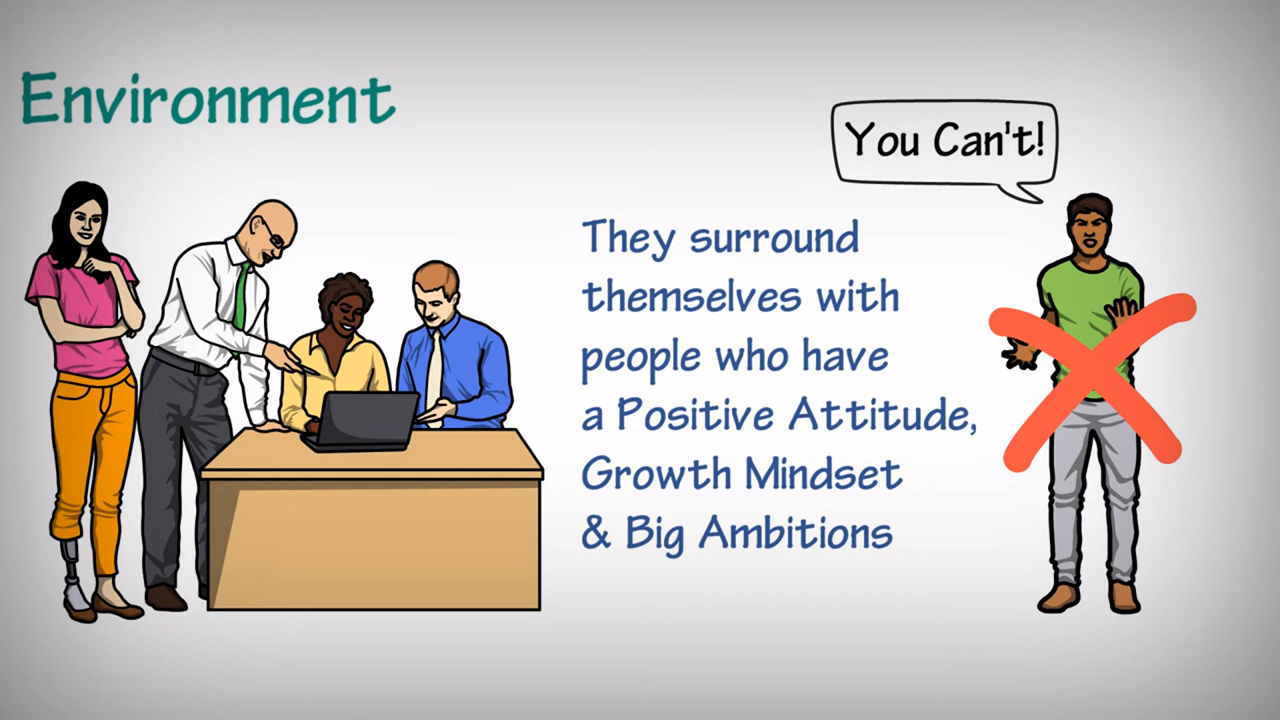 Environment
You Can't!
They surround
themselves with
people who have
a Positive Attitude,
Growth Mindset
& Big Ambitions